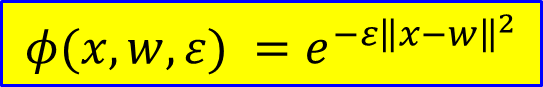 ϕ(x, w, ε) = e^{−ε‖x−w‖^2}